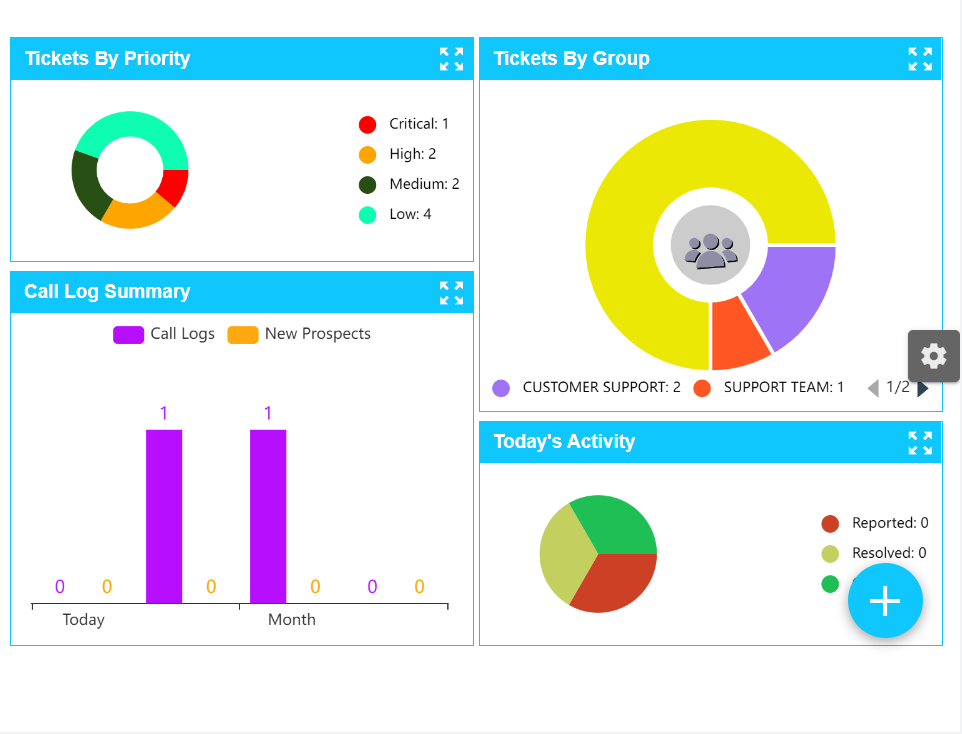 Tickets By Priority
Critical: 1
High: 2
Medium: 2
Low: 4
Tickets By Group
CUSTOMER SUPPORT: 2 SUPPORT TEAM: 1 1/2
Call Log Summary
Call Logs New Prospects
1 1
0 0 0 0 0 0
Today Month
Today's Activity
Reported: 0
Resolved: 0